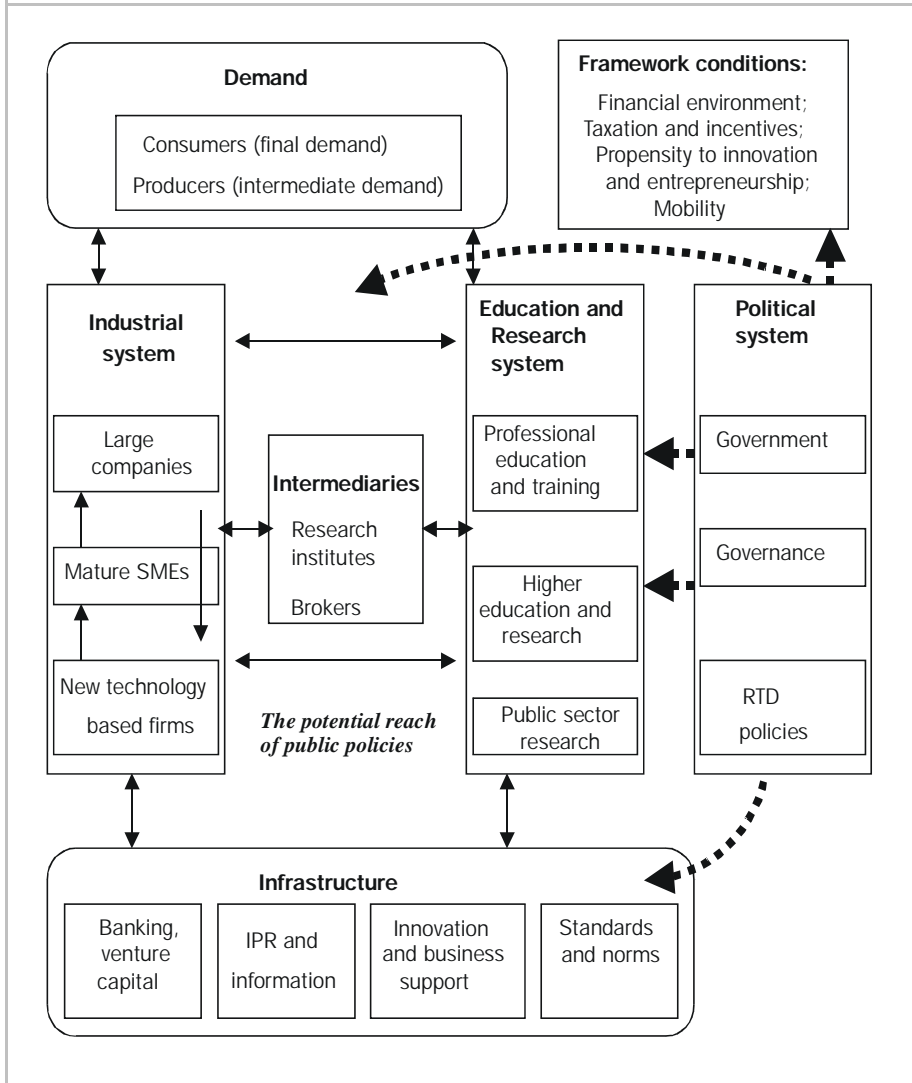 Demand
Consumers (final demand)
Producers (intermediate demand)
Framework conditions:
Financial environment;
Taxation and incentives;
Propensity to innovation
and entrepreneurship;
Mobility
Industrial
system
Large
companies
Mature SMEs
New technology
based firms
Intermediaries
Research
institutes
Brokers
The potential reach
of public policies
Education and
Research
system
Professional
education
and training
Higher
education and
research
Public sector
research
Political
system
Government
Governance
RTD
policies
Infrastructure
Banking,
venture
capital
IPR and
information
Innovation
and business
support
Standards
and norms